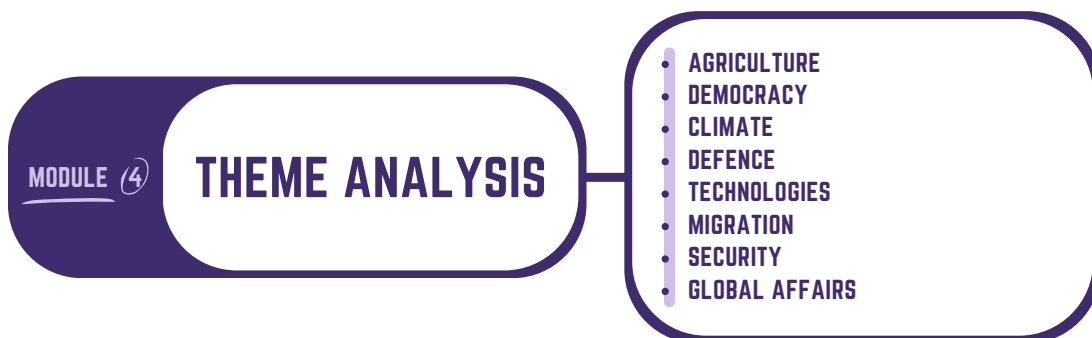 MODULE 4
THEME ANALYSIS
• AGRICULTURE
• DEMOCRACY
• CLIMATE
• DEFENCE
• TECHNOLOGIES
• MIGRATION
• SECURITY
• GLOBAL AFFAIRS